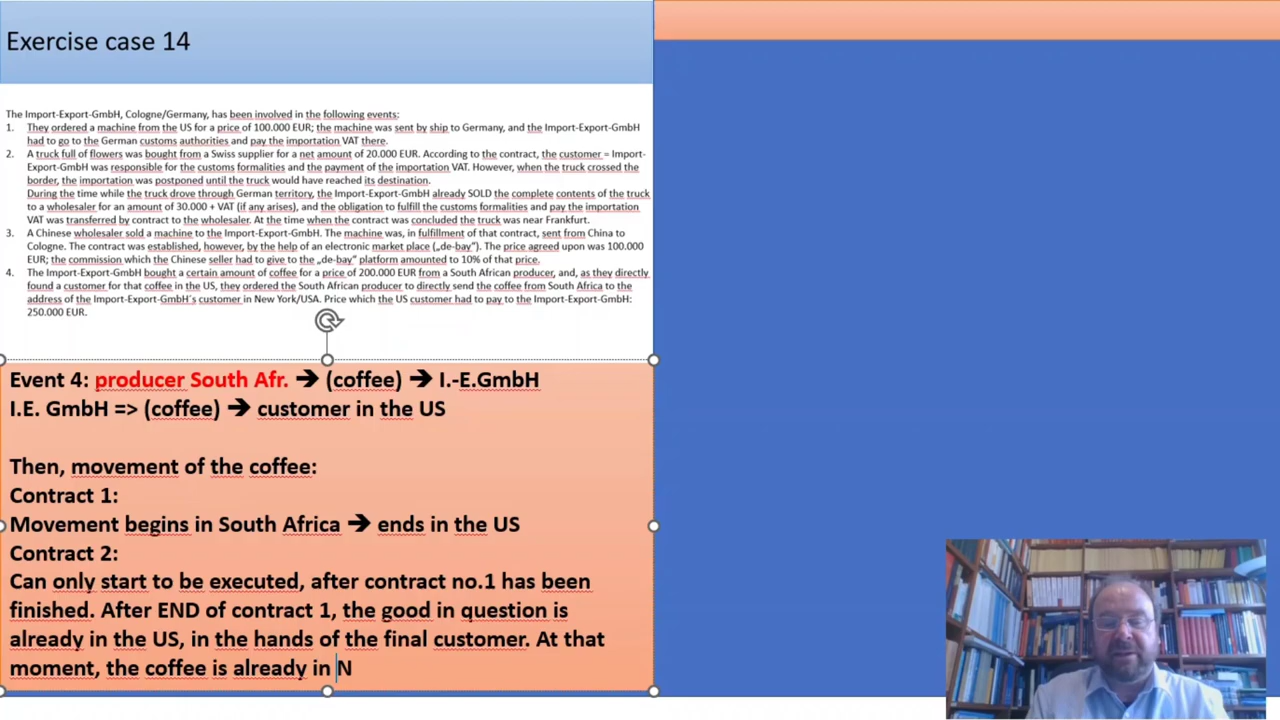 Exercise case 14
The Import-Export-GmbH, Cologne/Germany, has been involved in the following events:
1. They ordered a machine from the US for a price of 100.000 EUR; the machine was sent by ship to Germany, and the Import-Export-GmbH
had to go to the German customs authorities and pay the importation VAT there.
2. A truck full of flowers was bought from a Swiss supplier for a net amount of 20.000 EUR. According to the contract, the customer = Import-
Export-GmbH was responsible for the customs formalities and the payment of the importation VAT. However, when the truck crossed the
border, the importation was postponed until the truck would have reached its destination.
During the time while the truck drove through German territory, the Import-Export-GmbH already SOLD the complete contents of the truck
to a wholesaler for an amount of 30.000 + VAT (if any arises), and the obligation to fulfill the customs formalities and pay the importation
VAT was transferred by contract to the wholesaler. At the time when the contract was concluded the truck was near Frankfurt.
3. A Chinese wholesaler sold a machine to the Import-Export-GmbH. The machine was, in fulfillment of that contract, sent from China to
Cologne. The contract was established, however, by the help of an electronic market place („de-bay“). The price agreed upon was 100.000
EUR; the commission which the Chinese seller had to give to the „de-bay“ platform amounted to 10% of that price.
4. The Import-Export-GmbH bought a certain amount of coffee for a price of 200.000 EUR from a South African producer, and, as they directly
found a customer for that coffee in the US, they ordered the South African producer to directly send the coffee from South Africa to the
address of the Import-Export-GmbH´s customer in New York/USA. Price which the US customer had to pay to the Import-Export-GmbH:
250.000 EUR.
Event 4: producer South Afr. ➔ (coffee) ➔ I.-E.GmbH
I.E. GmbH => (coffee) ➔ customer in the US
Then, movement of the coffee:
Contract 1:
Movement begins in South Africa ➔ ends in the US
Contract 2:
Can only start to be executed, after contract no.1 has been
finished. After END of contract 1, the good in question is
already in the US, in the hands of the final customer. At that
moment, the coffee is already in N